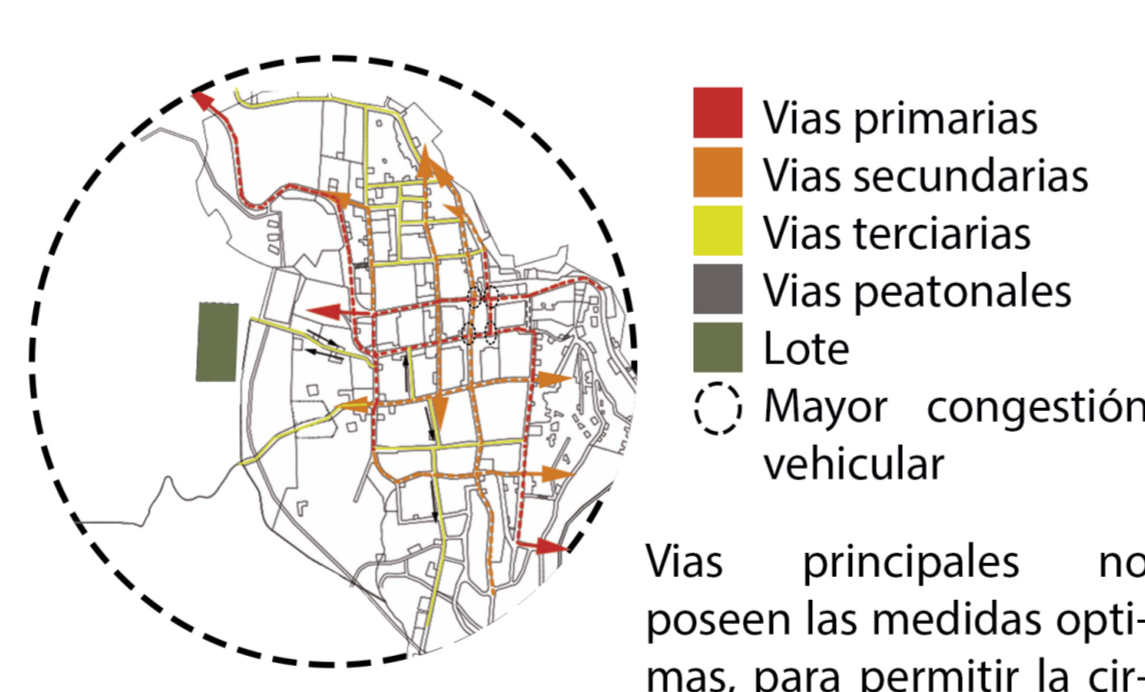 Vias primarias
Vias secundarias
Vias terciarias
Vias peatonales
Lote
Mayor congestión
vehicular
Vias principales no
poseen las medidas opti-
mas, para permitir la cir-